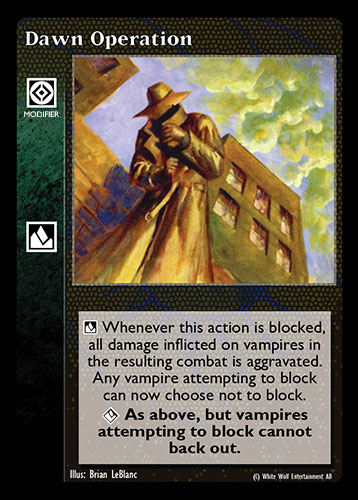 Dawn Operation
MODIFIER
Whenever this action is blocked,
all damage inflicted on vampires in
the resulting combat is aggravated.
Any vampire attempting to block
can now choose not to block.
As above, but vampires
attempting to block cannot
back out.
Illus: Brian LeBlanc
(C) White Wolf Entertainment AB